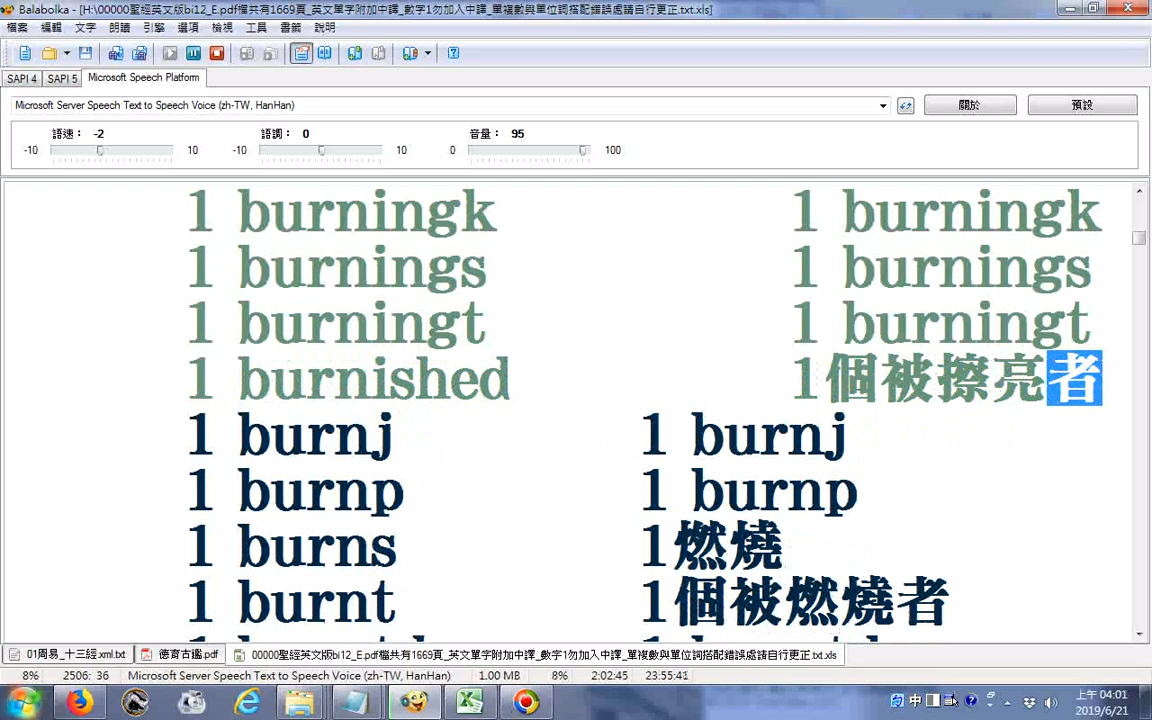 Balabolka - [H:\00000聖經英文版bi12_E.pdf檔共有1669頁_英文單字附加中譯_數字1勿加入中譯_單複數與單位詞搭配錯誤處請自行更正.txt.xls]
檔案 編輯 文字 朗讀 引擎 選項 檢視 工具 書籤 說明
SAPI 4 SAPI 5 Microsoft Speech Platform
Microsoft Server Speech Text to Speech Voice (zh-TW, HanHan) 關於 預設
語速： -2 語調： 0 音量： 95
-10 10 -10 10 0 100
1 burningk 1 burningk
1 burnings 1 burnings
1 burningt 1 burningt
1 burnished 1個被擦亮者
1 burnj 1 burnj
1 burnp 1 burnp
1 burns 1燃燒
1 burnt 1個被燃燒者
01周易_十三經.xml.txt 德育古鑑.pdf 00000聖經英文版bi12_E.pdf檔共有1669頁_英文單字附加中譯_數字1勿加入中譯_單複數與單位詞搭配錯誤處請自行更正.txt.xls
8% 2506: 36 Microsoft Server Speech Text to Speech Voice (zh-TW, HanHan) 1.00 MB 8% 2:02:45 23:55:41
中 上午 04:01
2019/6/21